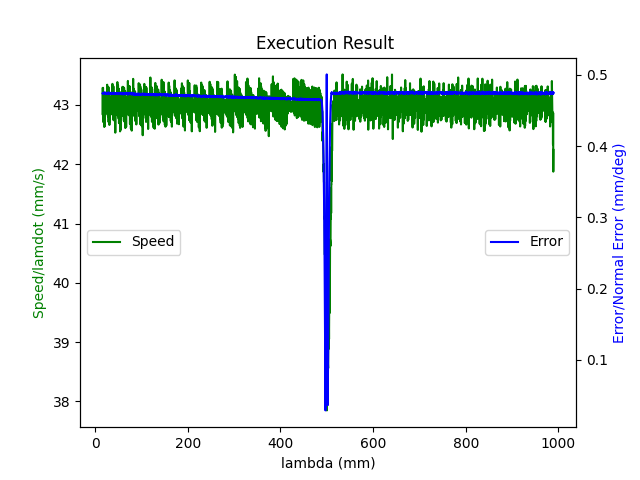 Execution Result
Speed/lamdot (mm/s)
43
42
41
40
39
38
Speed
Error
0.5
0.4
0.3
0.2
0.1
Error/Normal Error (mm/deg)
0
200
400
600
800
1000
lambda (mm)